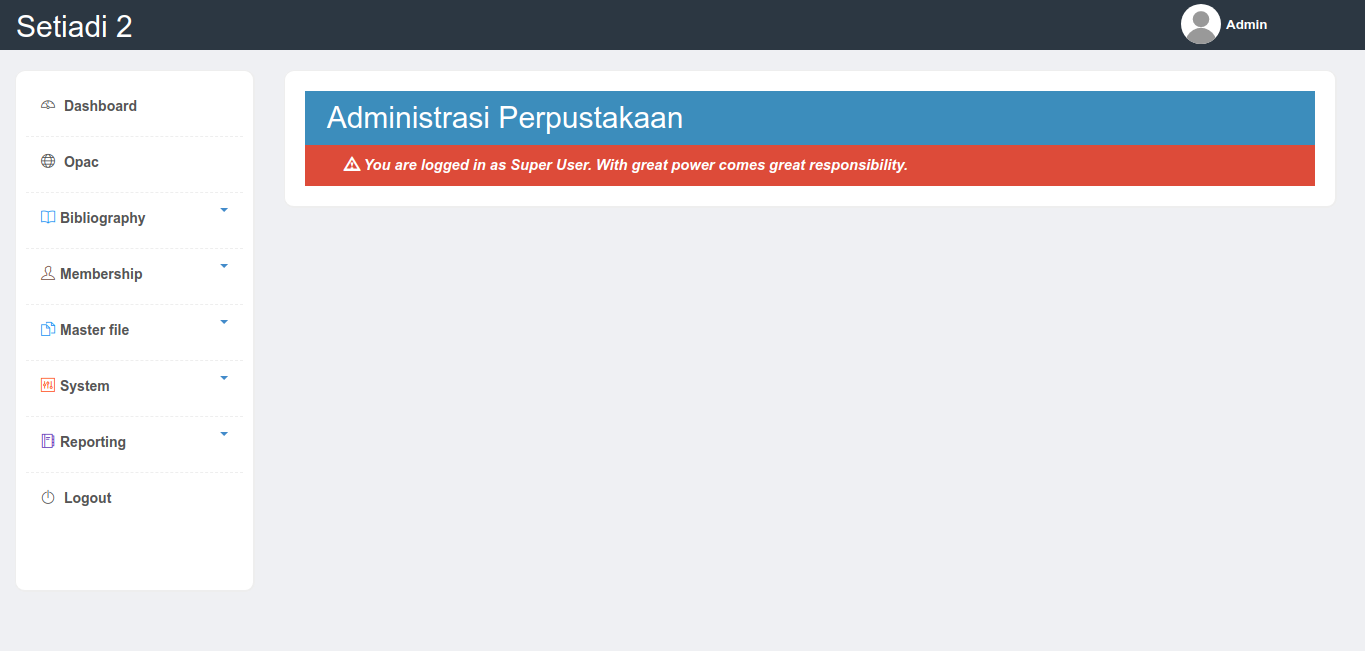 Setiadi 2
Admin
Dashboard
Opac
Bibliography
Membership
Master file
System
Reporting
Logout
Administrasi Perpustakaan
You are logged in as Super User. With great power comes great responsibility.